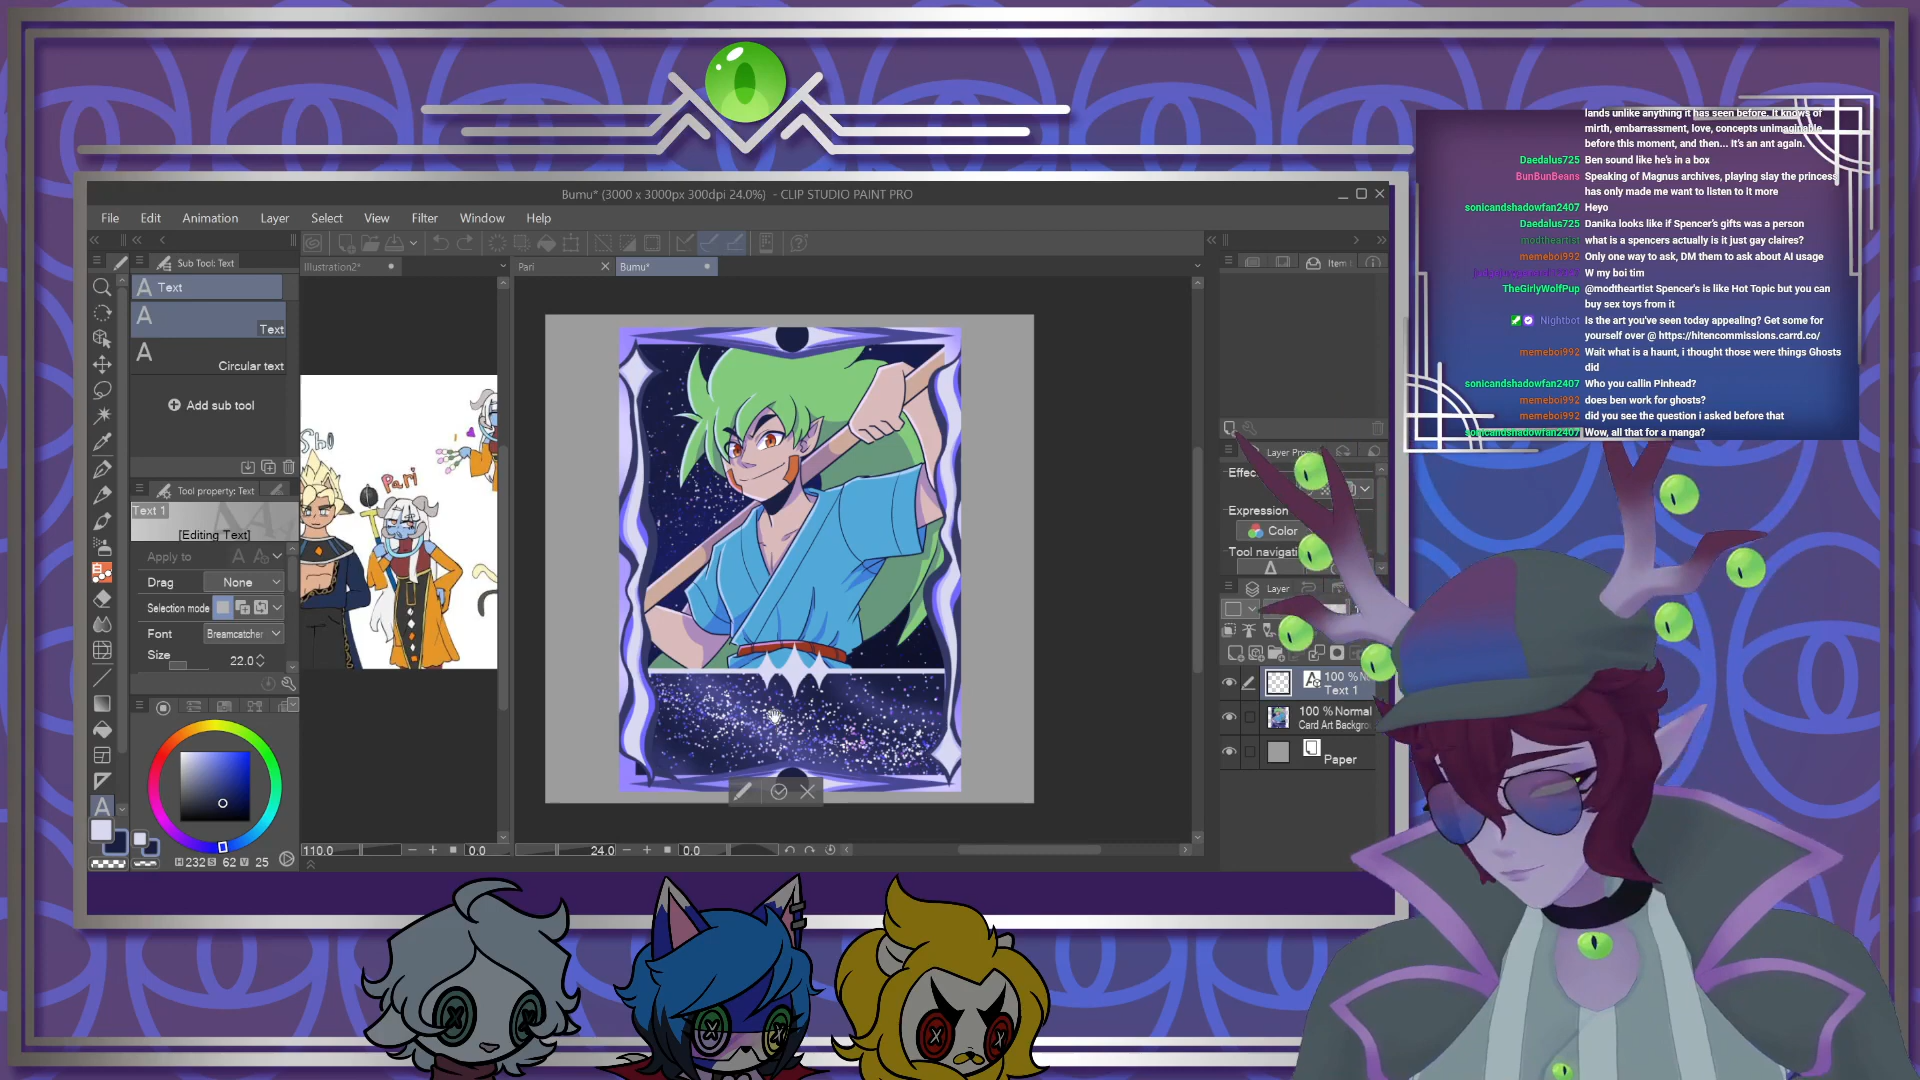 Bumu* (3000 x 3000px 300dpi 24.0%) - CLIP STUDIO PAINT PRO
File Edit Animation Layer Select View Filter Window Help
Sub Tool: Text
Text
Text
Circular text
Add sub tool
Tool property: Text
Text 1
[Editing Text]
Apply to
Drag None
Selection mode
Font Breamcatcher
Size 22.0
H 232 S 62 V 25
Illustration2*
Shi
Pari
110.0 0.0
Pari
Bumu*
24.0 0.0
Item
Layer
Effec
Expression
Color
Tool navigati
Layer
100 %
Text 1
100 % Normal
Card Art Backgro
Paper
lands unlike anything it has seen before. It knows of
mirth, embarrassment, love, concepts unimaginable
before this moment, and then... It's an ant again.
Daedalus725 Ben sound like he's in a box
BunBunBeans Speaking of Magnus archives, playing slay the princess
has only made me want to listen to it more
sonicandshadowfan2407 Heyo
Daedalus725 Danika looks like if Spencer's gifts was a person
modtheartist what is a spencers actually is it just gay claires?
memeboi992 Only one way to ask, DM them to ask about AI usage
W my boi tim
TheGirlyWolfPup @modtheartist Spencer's is like Hot Topic but you can
buy sex toys from it
Nightbot Is the art you've seen today appealing? Get some for
yourself over @ https://hitencommissions.carrd.co/
memeboi992 Wait what is a haunt, i thought those were things Ghosts
did
sonicandshadowfan2407 Who you callin Pinhead?
memeboi992 does ben work for ghosts?
memeboi992 did you see the question i asked before that
sonicandshadowfan2407 Wow, all that for a manga?